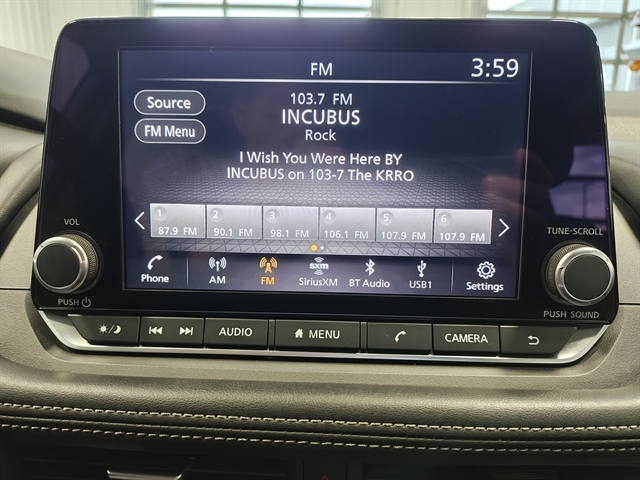 FM
3:59
Source
FM Menu
103.7 FM
INCUBUS
Rock
I Wish You Were Here BY
INCUBUS on 103-7 The KRRO
1
87.9 FM
2
90.1 FM
3
98.1 FM
4
106.1 FM
5
107.9 FM
6
107.9 FM
Phone
AM
FM
sxm
SiriusXM
BT Audio
USB1
Settings
VOL
PUSH
TUNE·SCROLL
PUSH SOUND
AUDIO
MENU
CAMERA